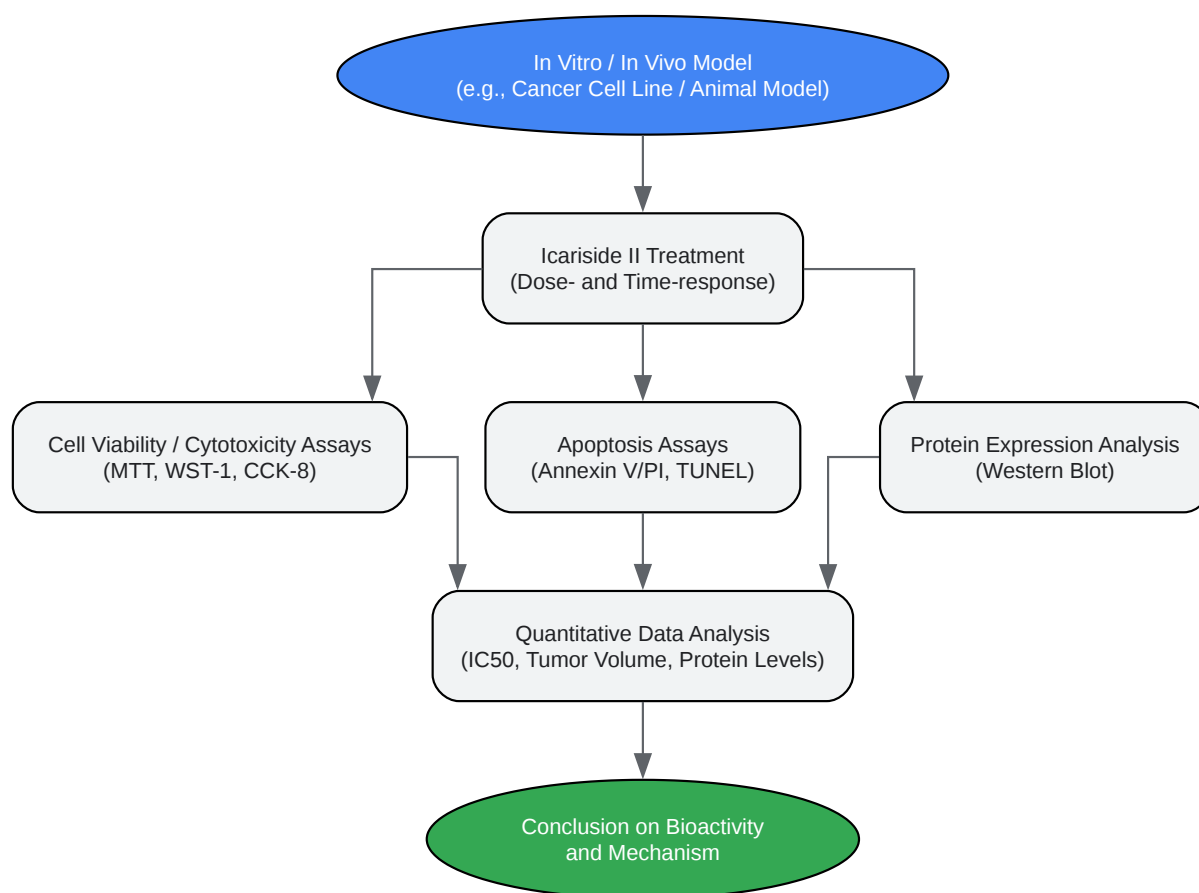 In Vitro / In Vivo Model
(e.g., Cancer Cell Line / Animal Model)
Icariside II Treatment
(Dose- and Time-response)
Cell Viability / Cytotoxicity Assays
(MTT, WST-1, CCK-8)
Apoptosis Assays
(Annexin V/PI, TUNEL)
Protein Expression Analysis
(Western Blot)
Quantitative Data Analysis
(IC50, Tumor Volume, Protein Levels)
Conclusion on Bioactivity
and Mechanism